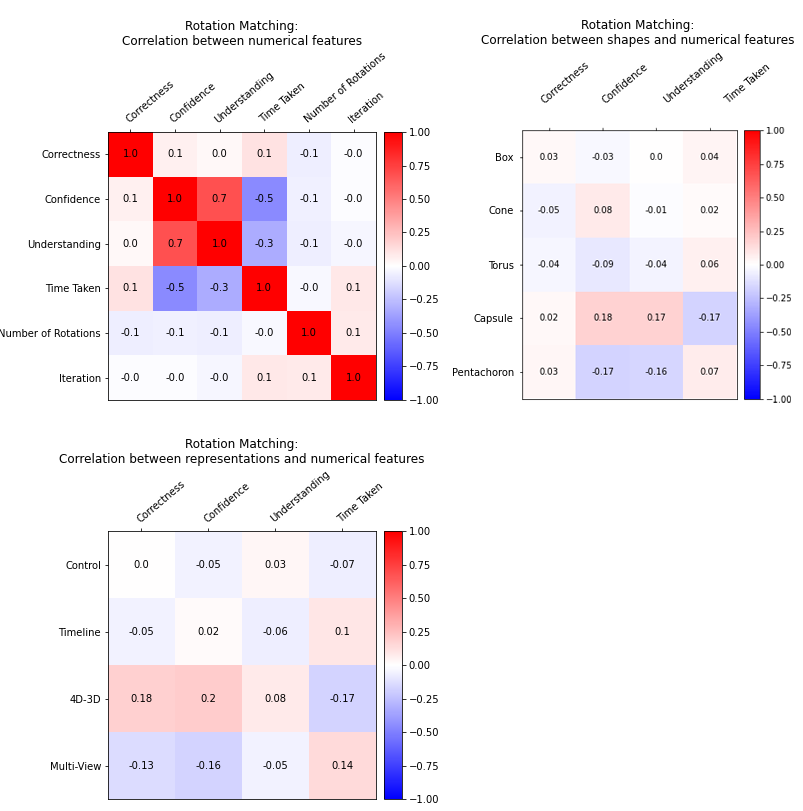 Rotation Matching:
Correlation between numerical features
Correctness
Confidence
Understanding
Time Taken
Number of Rotations
Iteration
Correctness 1.0 0.1 0.0 0.1 -0.1 -0.0
Confidence 0.1 1.0 0.7 -0.5 -0.1 -0.0
Understanding 0.0 0.7 1.0 -0.3 -0.1 -0.0
Time Taken 0.1 -0.5 -0.3 1.0 -0.0 0.1
Number of Rotations -0.1 -0.1 -0.1 -0.0 1.0 0.1
Iteration -0.0 -0.0 -0.0 0.1 0.1 1.0
1.00
0.75
0.50
0.25
0.00
−0.25
−0.50
−0.75
−1.00
Rotation Matching:
Correlation between shapes and numerical features
Correctness
Confidence
Understanding
Time Taken
Box 0.03 -0.03 0.0 0.04
Cone -0.05 0.08 -0.01 0.02
Torus -0.04 -0.09 -0.04 0.06
Capsule 0.02 0.18 0.17 -0.17
Pentachoron 0.03 -0.17 -0.16 0.07
1.00
0.75
0.50
0.25
0.00
−0.25
−0.50
−0.75
−1.00
Rotation Matching:
Correlation between representations and numerical features
Correctness
Confidence
Understanding
Time Taken
Control 0.0 -0.05 0.03 -0.07
Timeline -0.05 0.02 -0.06 0.1
4D-3D 0.18 0.2 0.08 -0.17
Multi-View -0.13 -0.16 -0.05 0.14
1.00
0.75
0.50
0.25
0.00
−0.25
−0.50
−0.75
−1.00